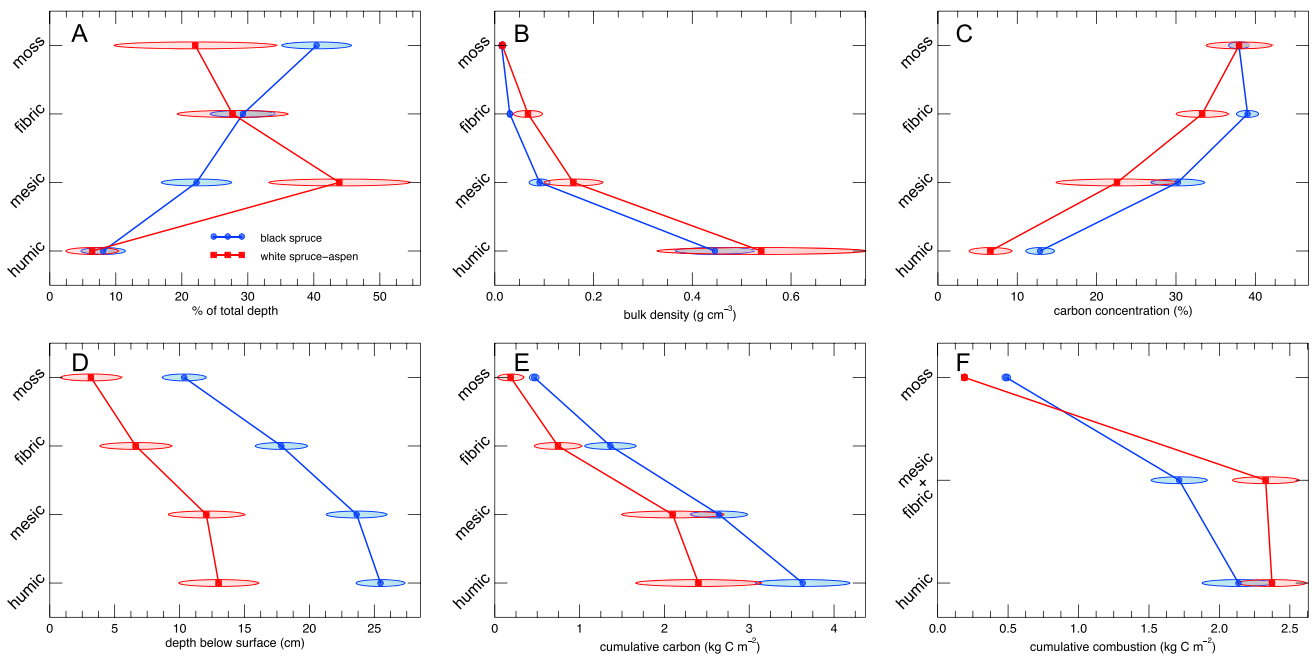 A
moss
fibric
mesic
humic
black spruce
white spruce−aspen
0 10 20 30 40 50
% of total depth
B
moss
fibric
mesic
humic
0.0 0.2 0.4 0.6
bulk density (g cm−3)
C
moss
fibric
mesic
humic
0 10 20 30 40
carbon concentration (%)
D
moss
fibric
mesic
humic
0 5 10 15 20 25
depth below surface (cm)
E
moss
fibric
mesic
humic
0 1 2 3 4
cumulative carbon (kg C m−2)
F
moss
mesic
+
fibric
humic
0.0 0.5 1.0 1.5 2.0 2.5
cumulative combustion (kg C m−2)